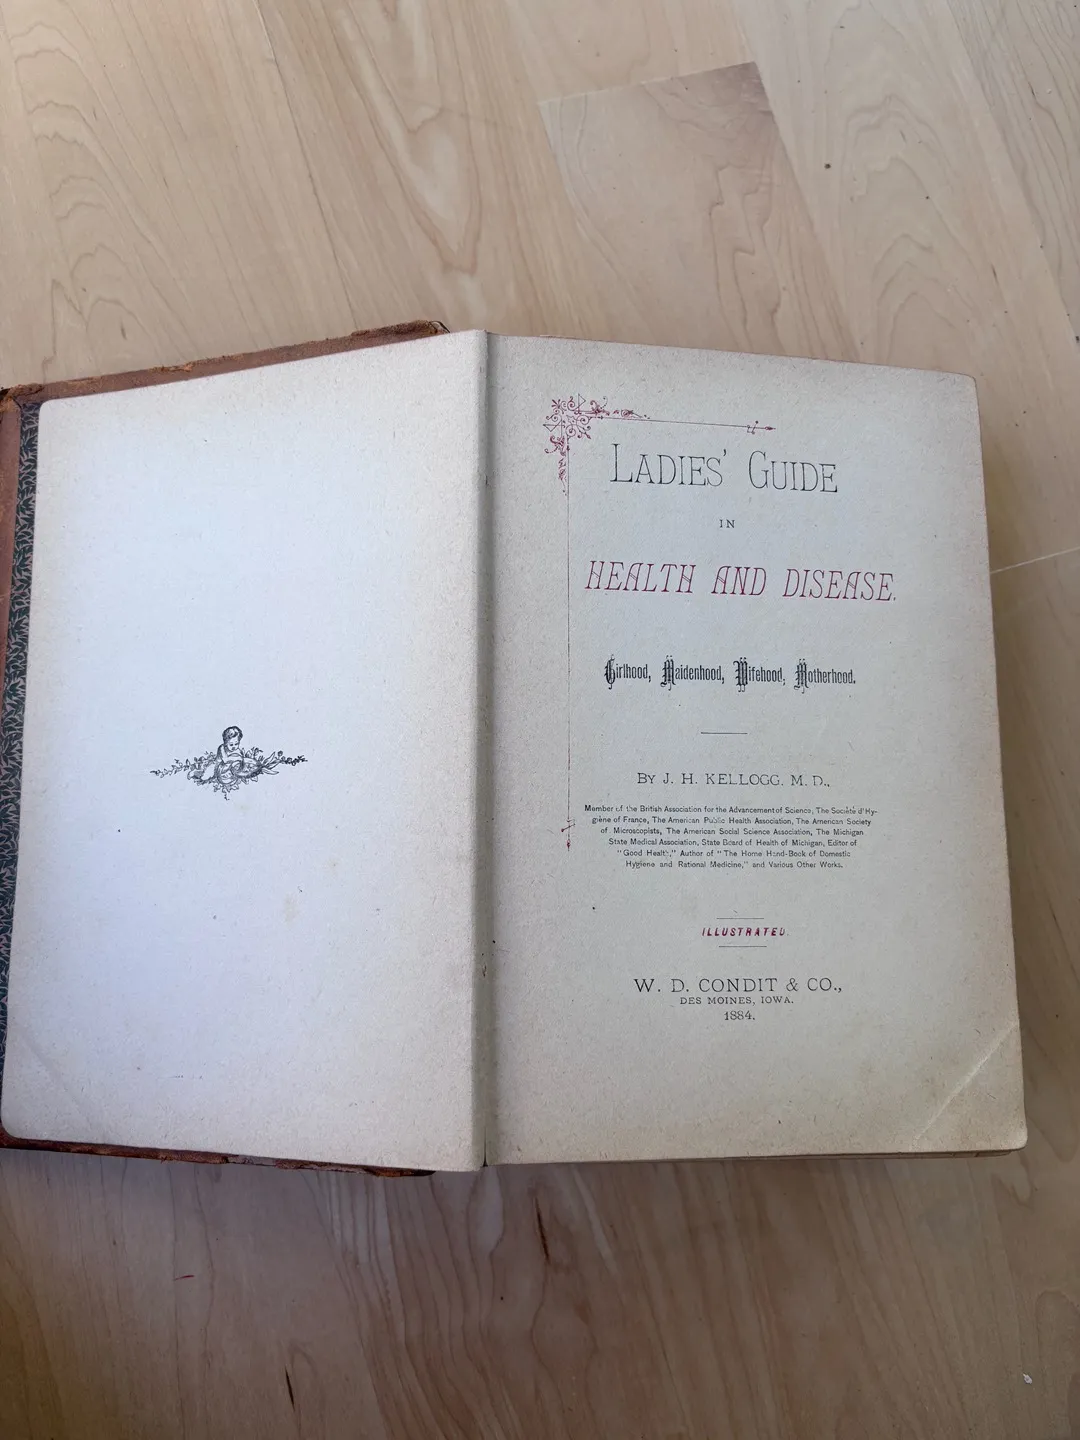 LADIES' GUIDE
IN
HEALTH AND DISEASE.
Girlhood, Maidenhood, Wifehood, Motherhood.
BY J. H. KELLOGG, M. D.,
Member of the British Association for the Advancement of Science, The Société d'Hy-
giène of France, The American Public Health Association, The American Society
of Microscopists, The American Social Science Association, The Michigan
State Medical Association, State Board of Health of Michigan, Editor of
"Good Health," Author of "The Home Hand-Book of Domestic
Hygiene and Rational Medicine," and Various Other Works.
ILLUSTRATED.
W. D. CONDIT & CO.,
DES MOINES, IOWA.
1884.